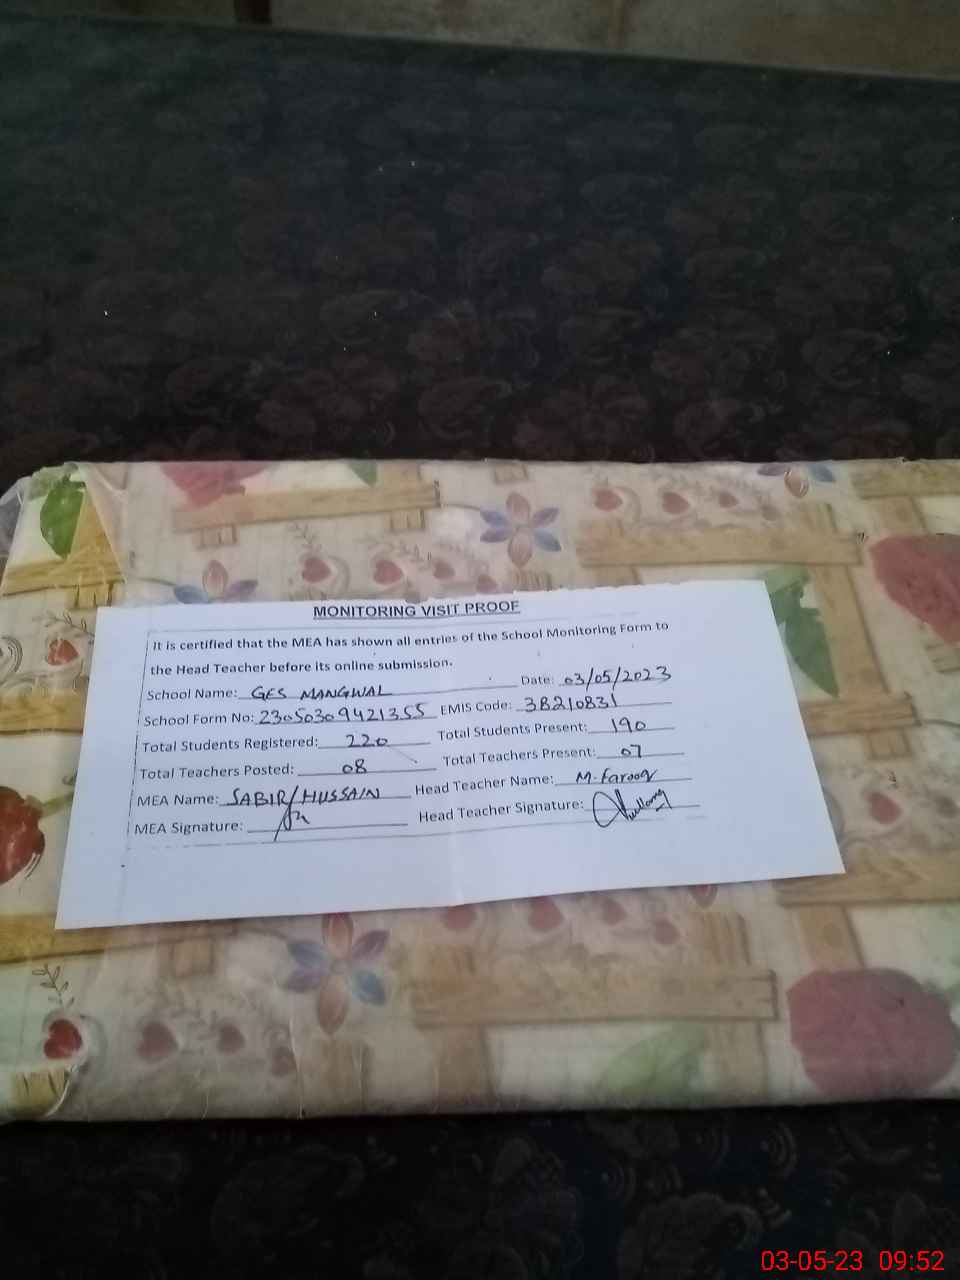 MONITORING VISIT PROOF
It is certified that the MEA has shown all entries of the School Monitoring Form to
the Head Teacher before its online submission.
School Name: GES MANGWAL Date: 03/05/2023
School Form No: 23050309421355 EMIS Code: 38210831
Total Students Registered: 220 Total Students Present: 190
Total Teachers Posted: 08 Total Teachers Present: 07
MEA Name: SABIR HUSSAIN Head Teacher Name: M. Farooq
MEA Signature: Head Teacher Signature:
03-05-23 09:52